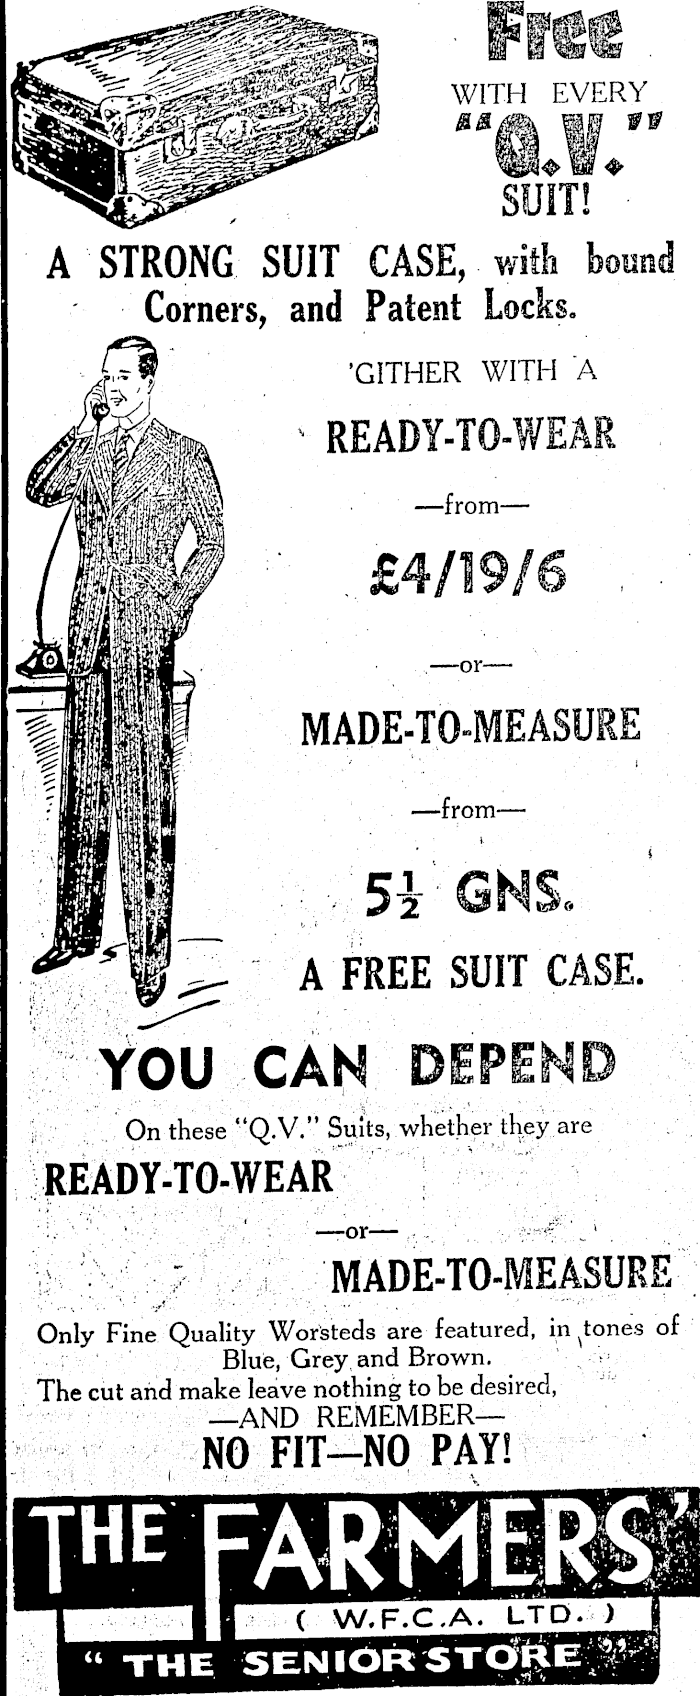 Free
WITH EVERY
"Q.V."
SUIT!
A STRONG SUIT CASE, with bound
Corners, and Patent Locks.
'GITHER WITH A
READY-TO-WEAR
—from—
£4/19/6
—or—
MADE-TO-MEASURE
—from—
5½ GNS.
A FREE SUIT CASE.
YOU CAN DEPEND
On these "Q.V." Suits, whether they are
READY-TO-WEAR
—or—
MADE-TO-MEASURE
Only Fine Quality Worsteds are featured, in tones of
Blue, Grey and Brown.
The cut and make leave nothing to be desired,
—AND REMEMBER—
NO FIT—NO PAY!
THE FARMERS'
( W.F.C.A. LTD. )
"THE SENIOR STORE"